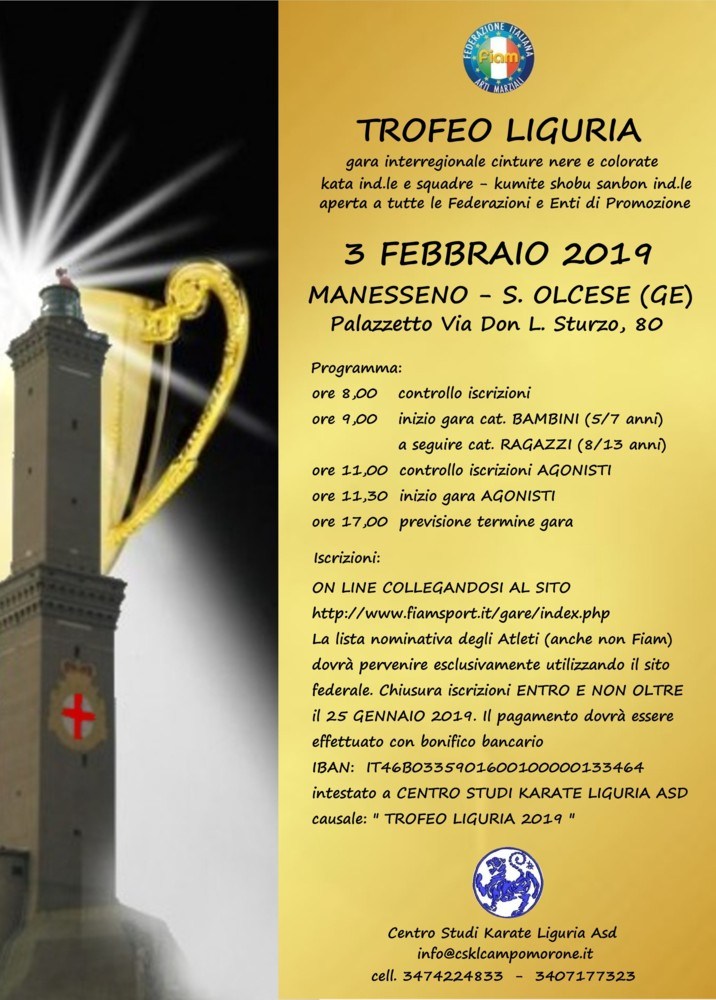 FEDERAZIONE ITALIANA
Fiam
ARTI MARZIALI
TROFEO LIGURIA
gara interregionale cinture nere e colorate
kata ind.le e squadre - kumite shobu sanbon ind.le
aperta a tutte le Federazioni e Enti di Promozione
3 FEBBRAIO 2019
MANESSENO - S. OLCESE (GE)
Palazzetto Via Don L. Sturzo, 80
Programma:
ore 8,00 controllo iscrizioni
ore 9,00 inizio gara cat. BAMBINI (5/7 anni)
a seguire cat. RAGAZZI (8/13 anni)
ore 11,00 controllo iscrizioni AGONISTI
ore 11,30 inizio gara AGONISTI
ore 17,00 previsione termine gara
Iscrizioni:
ON LINE COLLEGANDOSI AL SITO
http://www.fiamsport.it/gare/index.php
La lista nominativa degli Atleti (anche non Fiam)
dovrà pervenire esclusivamente utilizzando il sito
federale. Chiusura iscrizioni ENTRO E NON OLTRE
il 25 GENNAIO 2019. Il pagamento dovrà essere
effettuato con bonifico bancario
IBAN: IT46B0335901600100000133464
intestato a CENTRO STUDI KARATE LIGURIA ASD
causale: " TROFEO LIGURIA 2019 "
Centro Studi Karate Liguria Asd
info@csklcampomorone.it
cell. 3474224833 - 3407177323